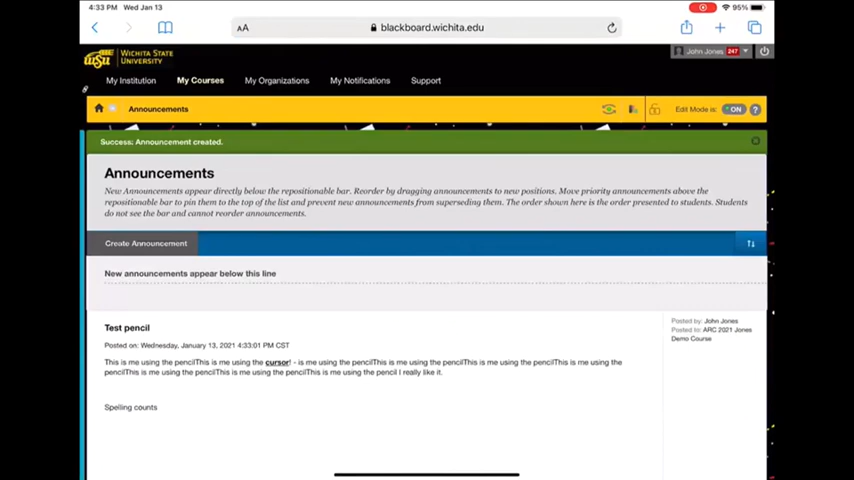 4:33 PM Wed Jan 13
95%
AA
blackboard.wichita.edu
WSU WICHITA STATE
UNIVERSITY
John Jones 247
My Institution My Courses My Organizations My Notifications Support
Announcements
Edit Mode is: ON ?
Success: Announcement created.
Announcements
New Announcements appear directly below the repositionable bar. Reorder by dragging announcements to new positions. Move priority announcements above the
repositionable bar to pin them to the top of the list and prevent new announcements from superseding them. The order shown here is the order presented to students. Students
do not see the bar and cannot reorder announcements.
Create Announcement
New announcements appear below this line
Test pencil
Posted on: Wednesday, January 13, 2021 4:33:01 PM CST
This is me using the pencilThis is me using the cursor! - is me using the pencilThis is me using the pencilThis is me using the pencilThis is me using the
pencilThis is me using the pencilThis is me using the pencilThis is me using the pencil I really like it.
Spelling counts
Posted by: John Jones
Posted to: ARC 2021 Jones
Demo Course